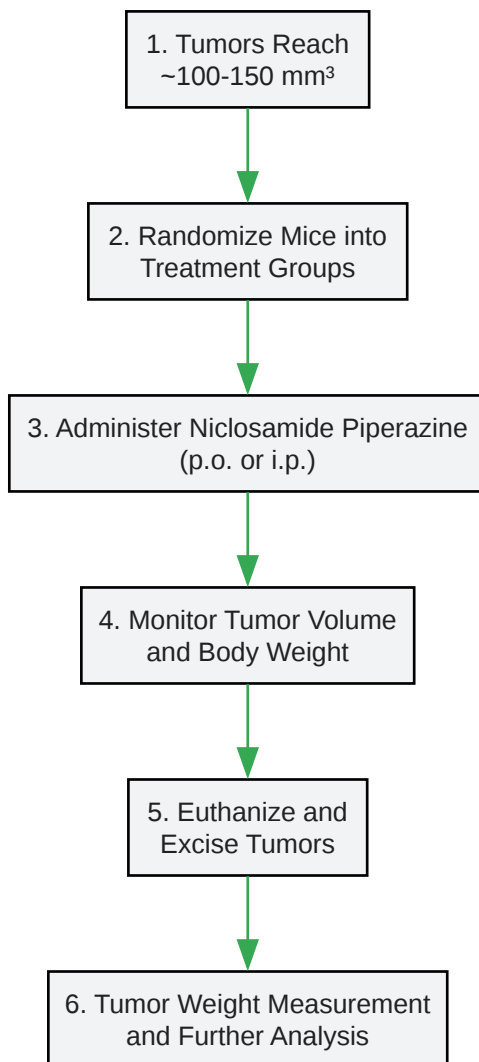 1. Tumors Reach
~100-150 mm³
2. Randomize Mice into
Treatment Groups
3. Administer Niclosamide Piperazine
(p.o. or i.p.)
4. Monitor Tumor Volume
and Body Weight
5. Euthanize and
Excise Tumors
6. Tumor Weight Measurement
and Further Analysis